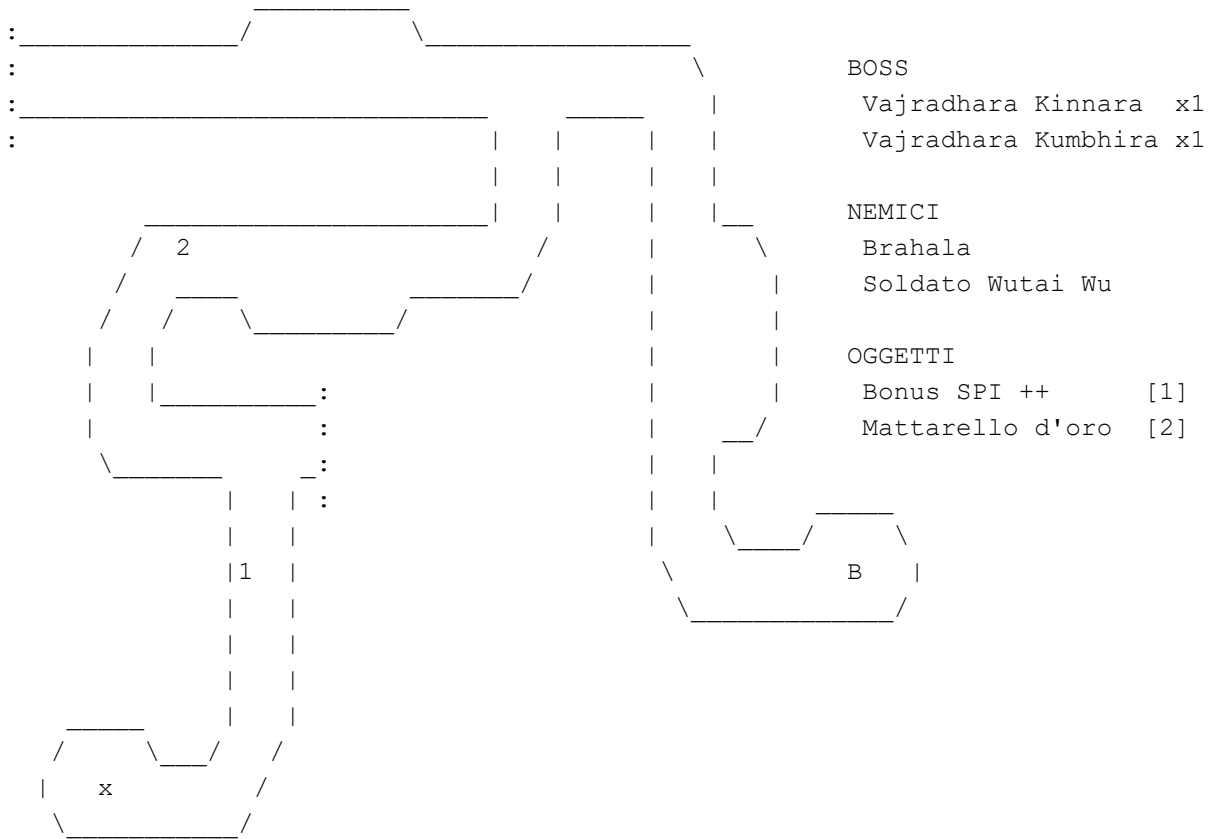 BOSS
Vajradhara Kinnara x1
Vajradhara Kumbhira x1
NEMICI
2
Brahala
Soldato Wutai Wu
OGGETTI
Bonus SPI ++ [1]
Mattarello d'oro [2]
1
B
x